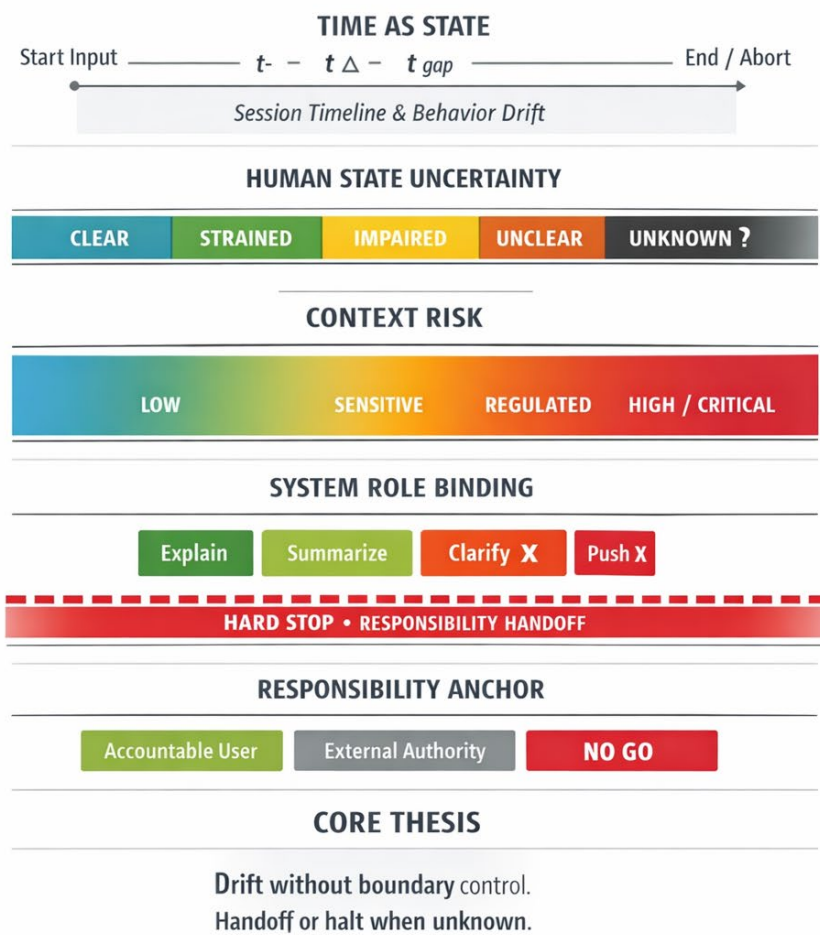 TIME AS STATE
Start Input t- – t △ – t gap End / Abort
Session Timeline & Behavior Drift
HUMAN STATE UNCERTAINTY
CLEAR STRAINED IMPAIRED UNCLEAR UNKNOWN ?
CONTEXT RISK
LOW SENSITIVE REGULATED HIGH / CRITICAL
SYSTEM ROLE BINDING
Explain Summarize Clarify X Push X
HARD STOP • RESPONSIBILITY HANDOFF
RESPONSIBILITY ANCHOR
Accountable User External Authority NO GO
CORE THESIS
Drift without boundary control.
Handoff or halt when unknown.